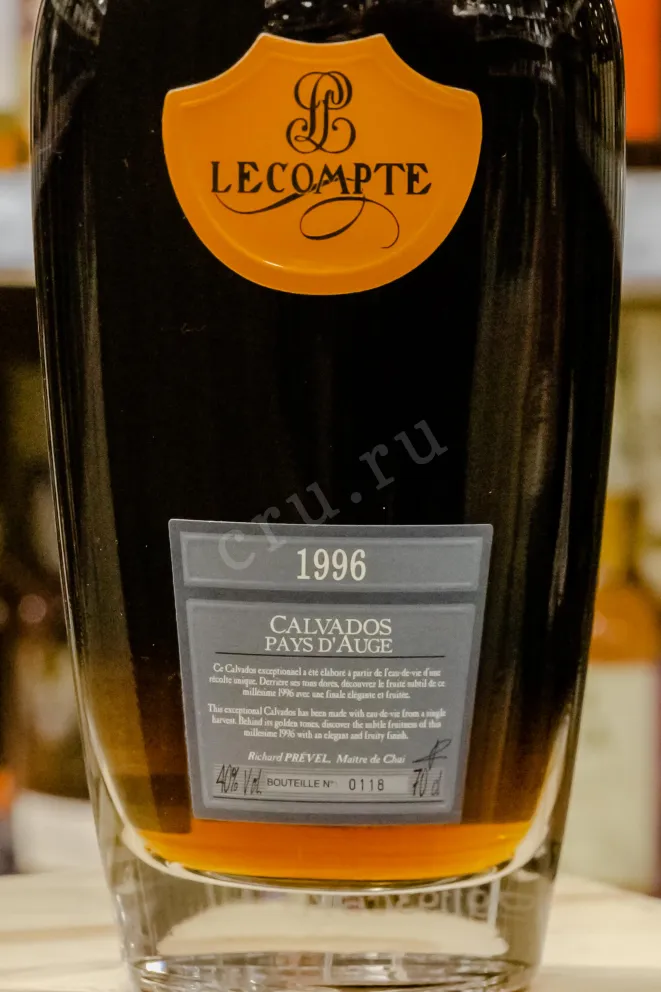 LECOMPTE
cru.ru
1996
CALVADOS
PAYS D'AUGE
Ce Calvados exceptionnel a été élaboré à partir de l'eau-de-vie d'une
récolte unique. Derrière ses tons dorés, découvrez le fruité subtil de ce
millésime 1996 avec une finale élégante et fruitée.
This exceptional Calvados has been made with eau-de-vie from a single
harvest. Behind its golden tones, discover the subtle fruitness of this
millésime 1996 with an elegant and fruity finish.
Richard PRÉVEL, Maître de Chai
40% Vol BOUTEILLE N°: 0118 70 cl